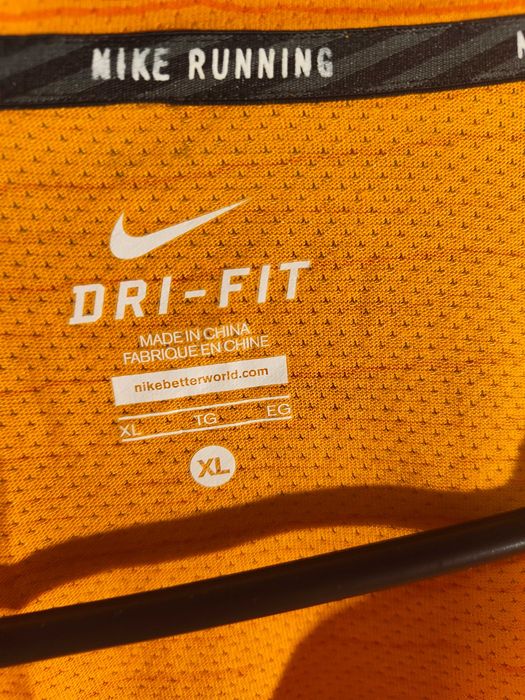 NIKE RUNNING
DRI-FIT
MADE IN CHINA
FABRIQUE EN CHINE
nikebetterworld.com
XL TG EG
XL